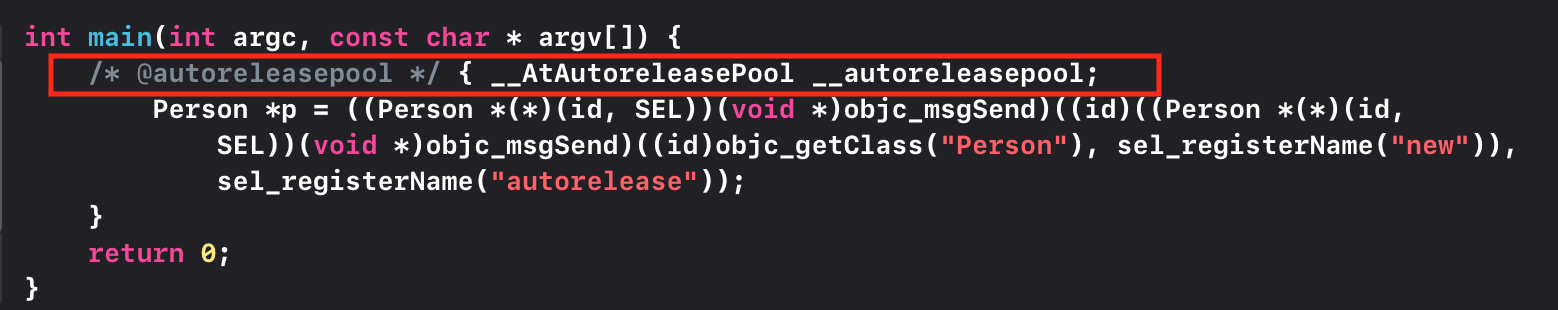 int main(int argc, const char * argv[]) {
/* @autoreleasepool */ { __AtAutoreleasePool __autoreleasepool;
Person *p = ((Person *(*)(id, SEL))(void *)objc_msgSend)((id)((Person *(*)(id,
SEL))(void *)objc_msgSend)((id)objc_getClass("Person"), sel_registerName("new")),
sel_registerName("autorelease"));
}
return 0;
}